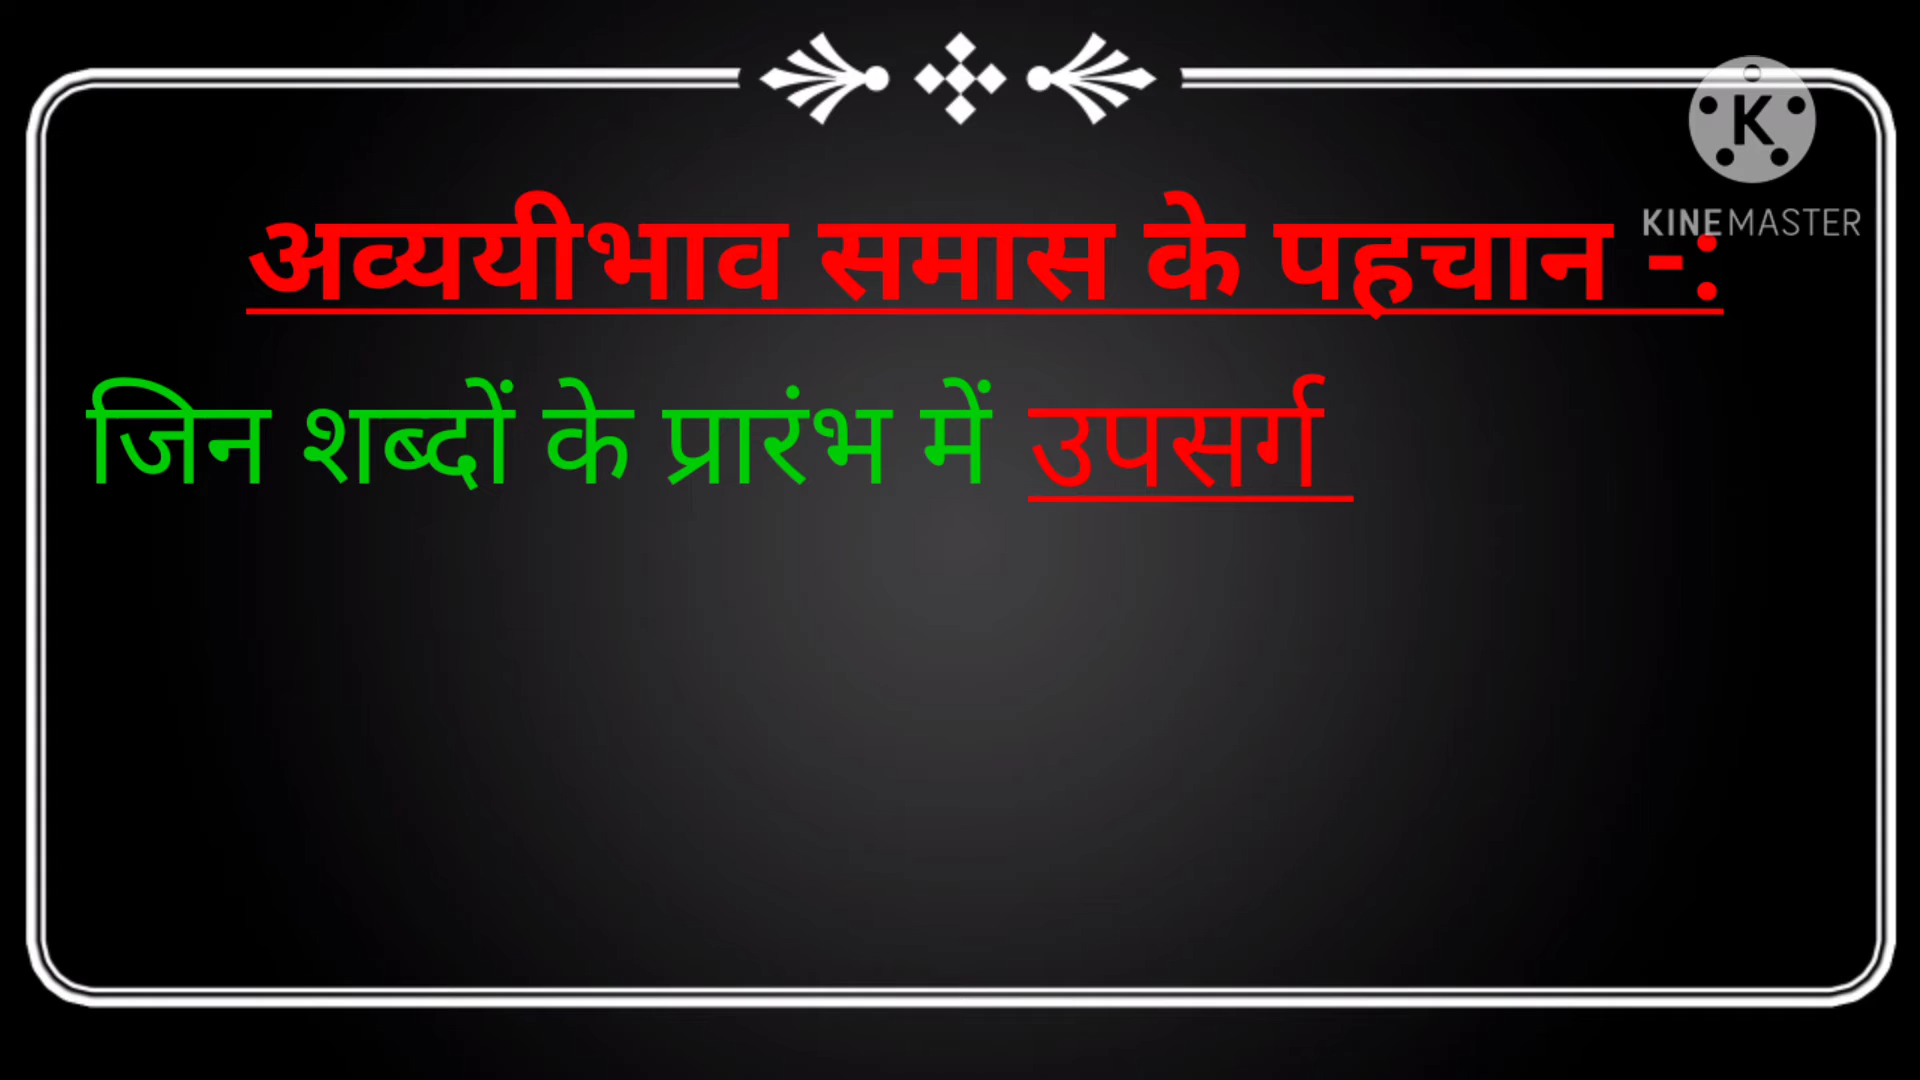 KINEMASTER
अव्ययीभाव समास के पहचान -:
जिन शब्दों के प्रारंभ में उपसर्ग